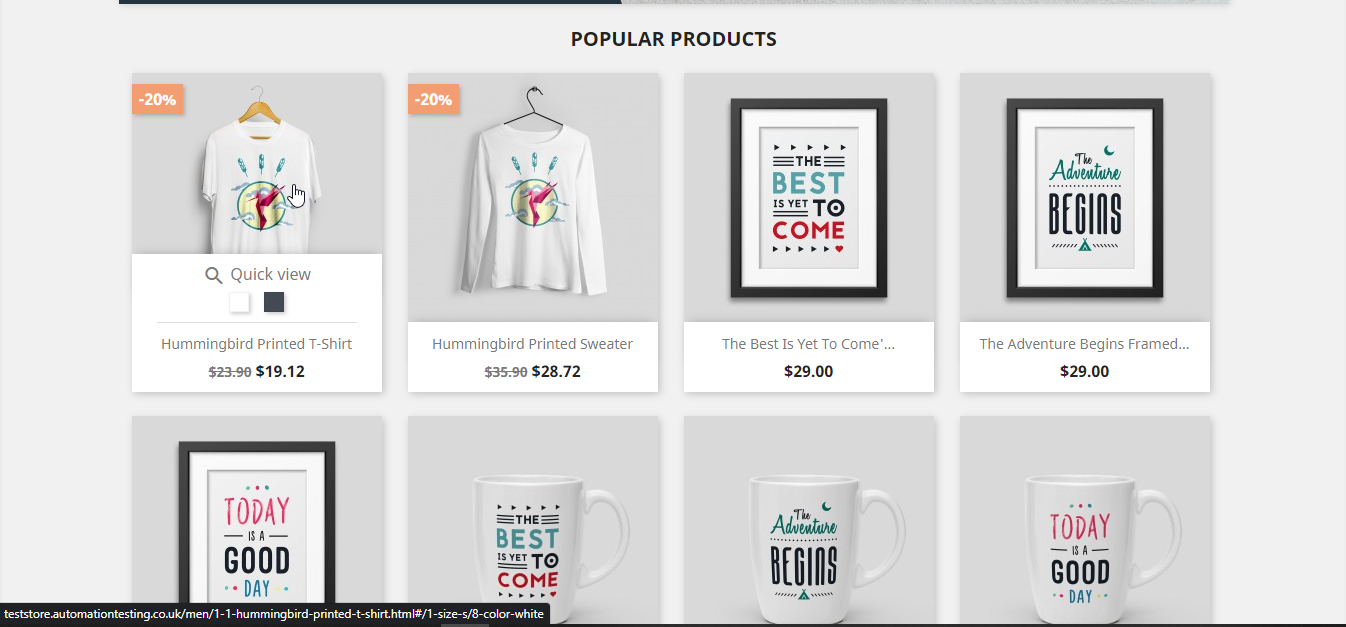 POPULAR PRODUCTS
-20%
-20%
THE
BEST
IS YET TO
COME
The
Adventure
BEGINS
Quick view
Hummingbird Printed T-Shirt
Hummingbird Printed Sweater
The Best Is Yet To Come'...
The Adventure Begins Framed...
$23.90 $19.12
$35.90 $28.72
$29.00
$29.00
TODAY
IS A
GOOD
DAY
THE
BEST
IS YET TO
COME
The
Adventure
BEGINS
TODAY
IS A
GOOD
DAY
teststore.automationtesting.co.uk/men/1-1-hummingbird-printed-t-shirt.html#/1-size-s/8-color-white